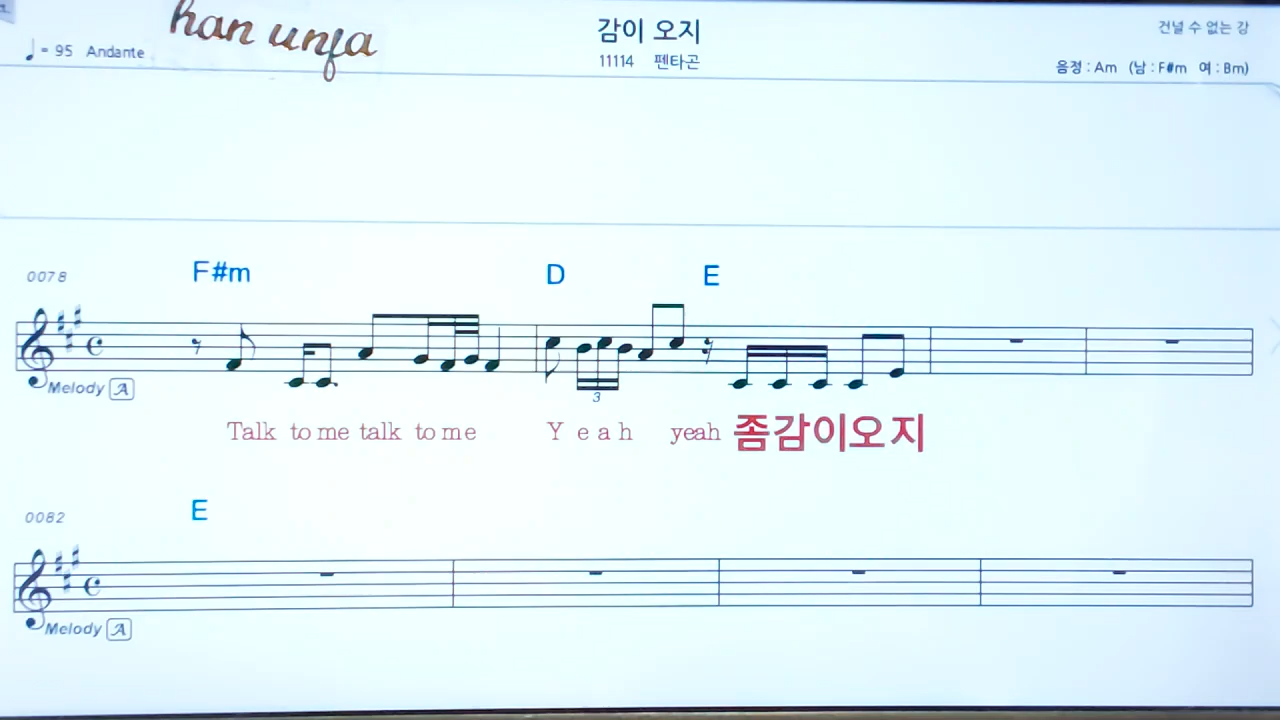 han unja
감이 오지
건널 수 없는 강
♩= 95 Andante
11114 펜타곤
음정 : Am (남 : F#m 여 : Bm)
0078
F#m D E
Melody A
3
Talk to me talk to me Y e a h yeah 좀감이오지
0082
E
Melody A